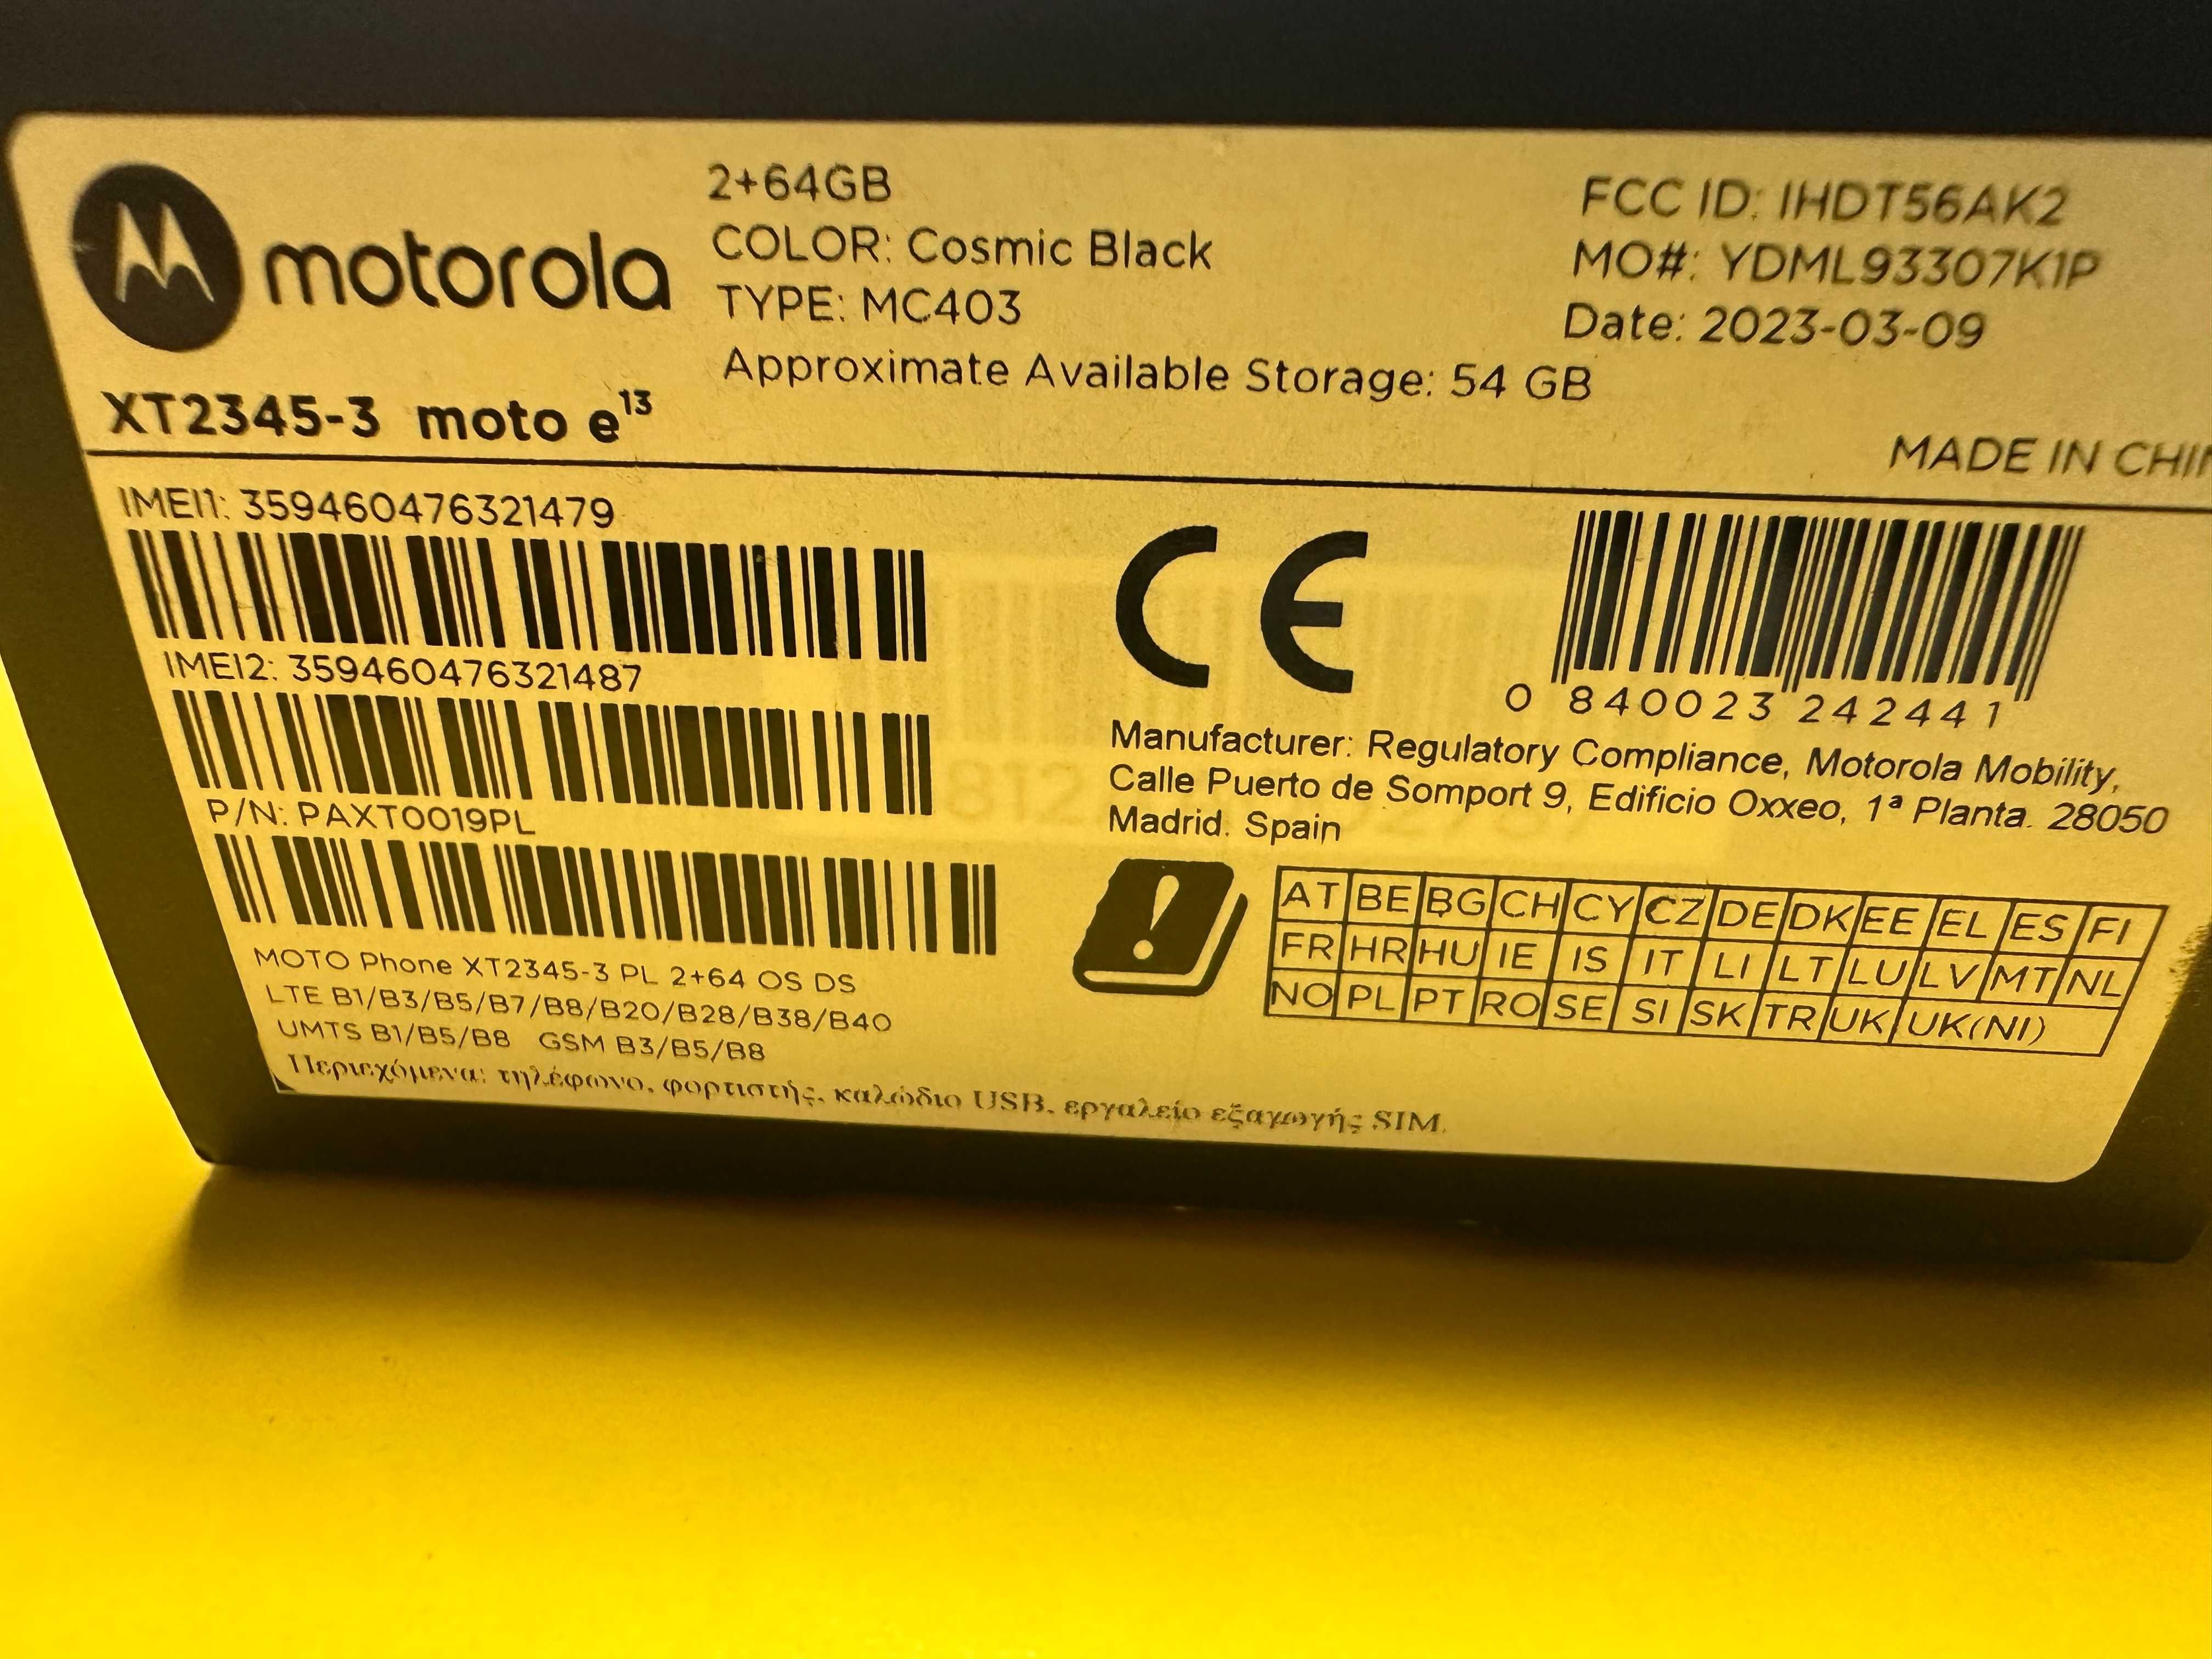 motorola
2+64GB
COLOR: Cosmic Black
TYPE: MC403
Approximate Available Storage: 54 GB
FCC ID: IHDT56AK2
MO#: YDML93307K1P
Date: 2023-03-09
XT2345-3 moto e¹³
MADE IN
IMEI1: 359460476321479
IMEI2: 359460476321487
P/N: PAXT0019PL
MOTO Phone XT2345-3 PL 2+64 OS DS
LTE B1/B3/B5/B7/B8/B20/B28/B38/B40
UMTS B1/B5/B8 GSM B3/B5/B8
Περιεχόμενα: τηλέφωνο, φορτιστής, καλώδιο USB, εργαλείο εξαγωγής SIM.
CE
0 840023 242441
Manufacturer: Regulatory Compliance, Motorola Mobility,
Calle Puerto de Somport 9, Edificio Oxxeo, 1ª Planta. 28050
Madrid. Spain
AT BE BG CH CY CZ DE DK EE EL ES FI
FR HR HU IE IS IT LI LT LU LV MT NL
NO PL PT RO SE SI SK TR UK UK(NI)